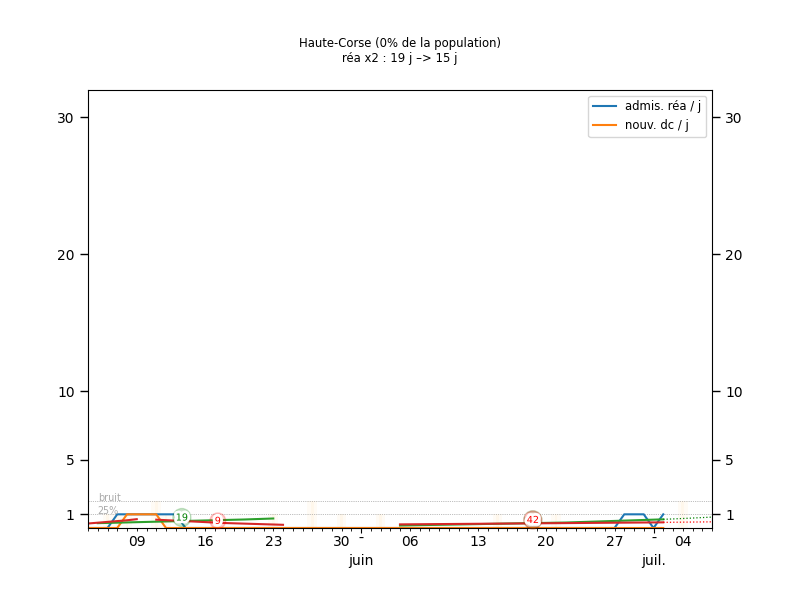 Haute-Corse (0% de la population)
réa x2 : 19 j –> 15 j
admis. réa / j
nouv. dc / j
30 30
20 20
10 10
5 5
bruit
25%
1 1
19 9 42
09 16 23 30 - 06 13 20 27 - 04
juin juil.